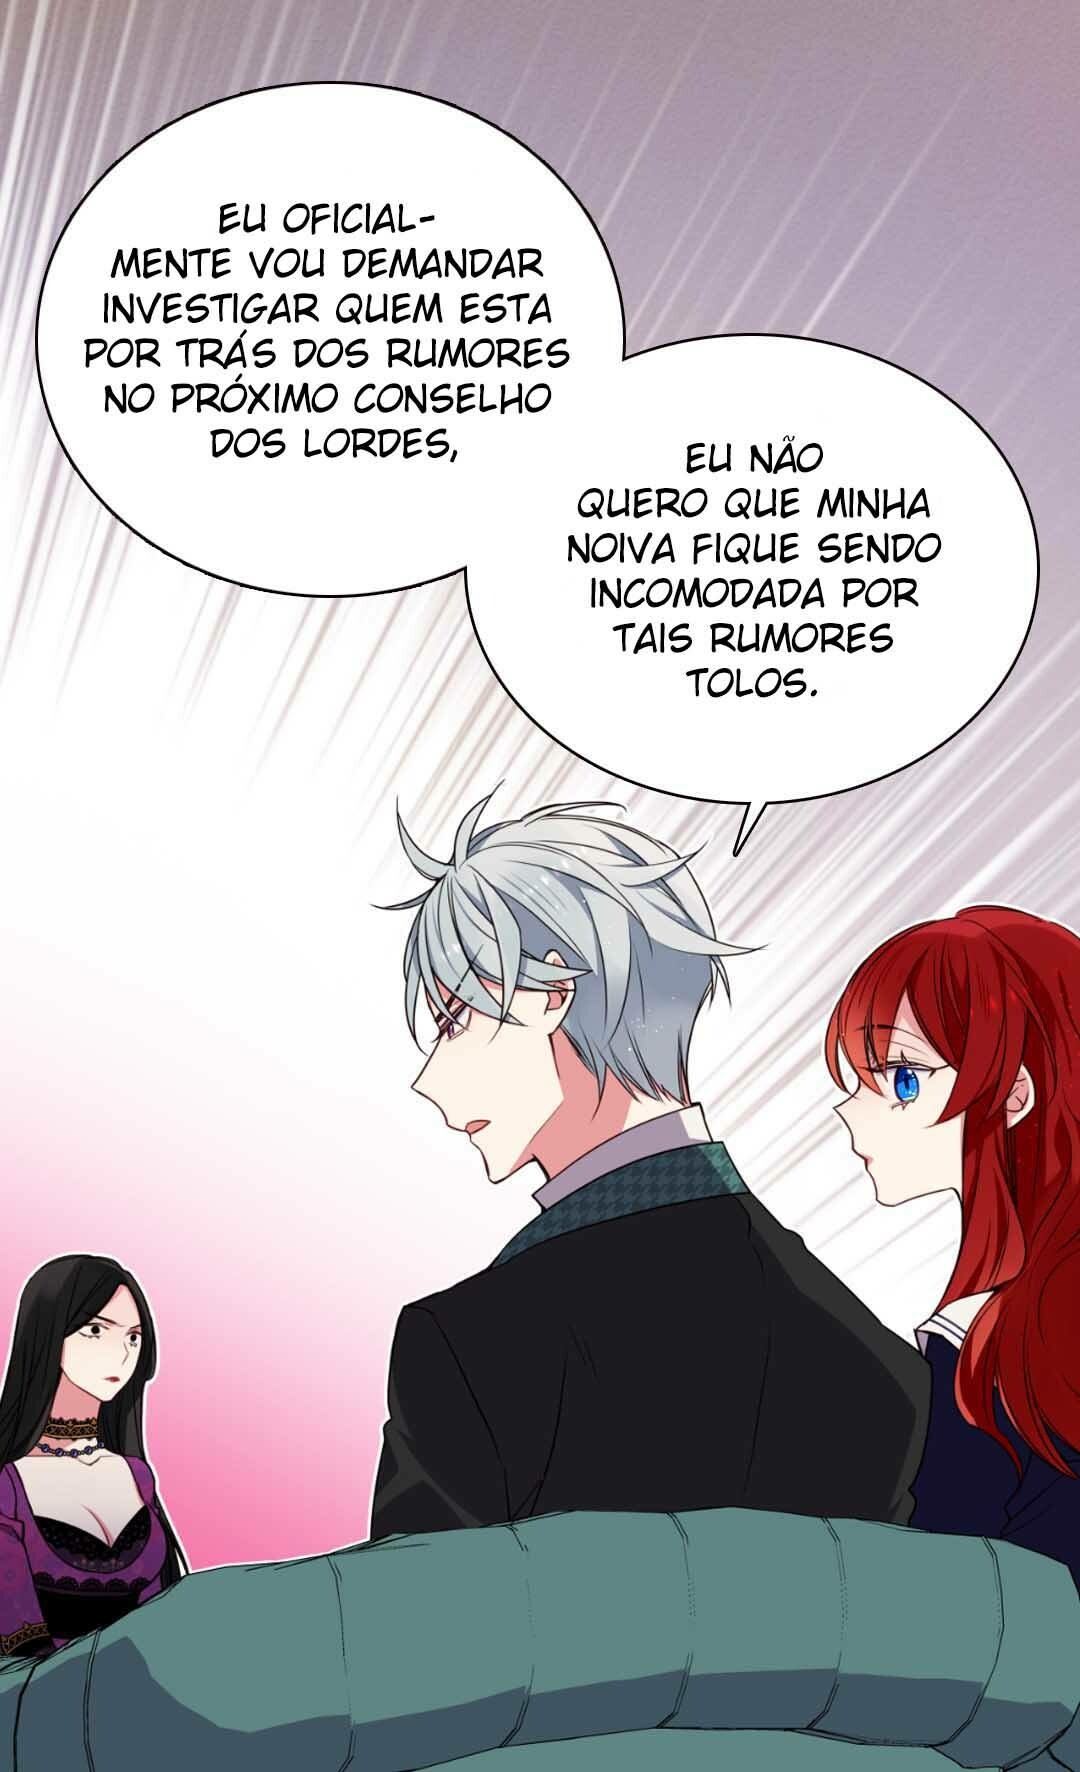 EU OFICIAL-
MENTE VOU DEMANDAR
INVESTIGAR QUEM ESTA
POR TRÁS DOS RUMORES
NO PRÓXIMO CONSELHO
DOS LORDES,
EU NÃO
QUERO QUE MINHA
NOIVA FIQUE SENDO
INCOMODADA POR
TAIS RUMORES
TOLOS.